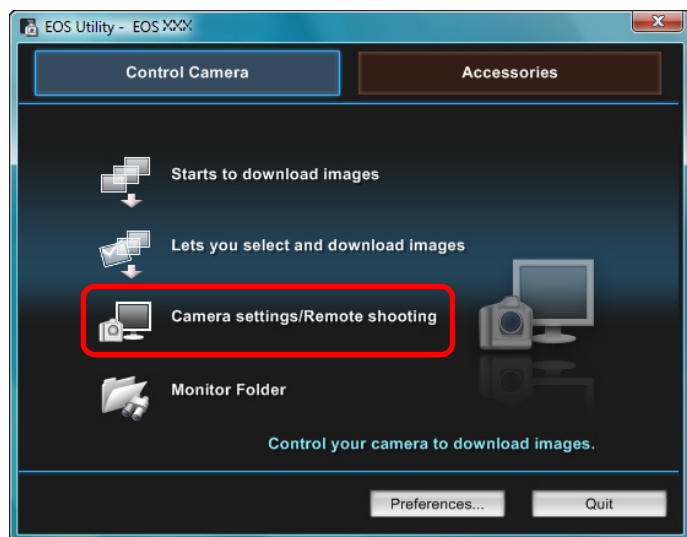 EOS Utility - EOS XXX
Control Camera
Accessories
Starts to download images
Lets you select and download images
Camera settings/Remote shooting
Monitor Folder
Control your camera to download images.
Preferences...
Quit